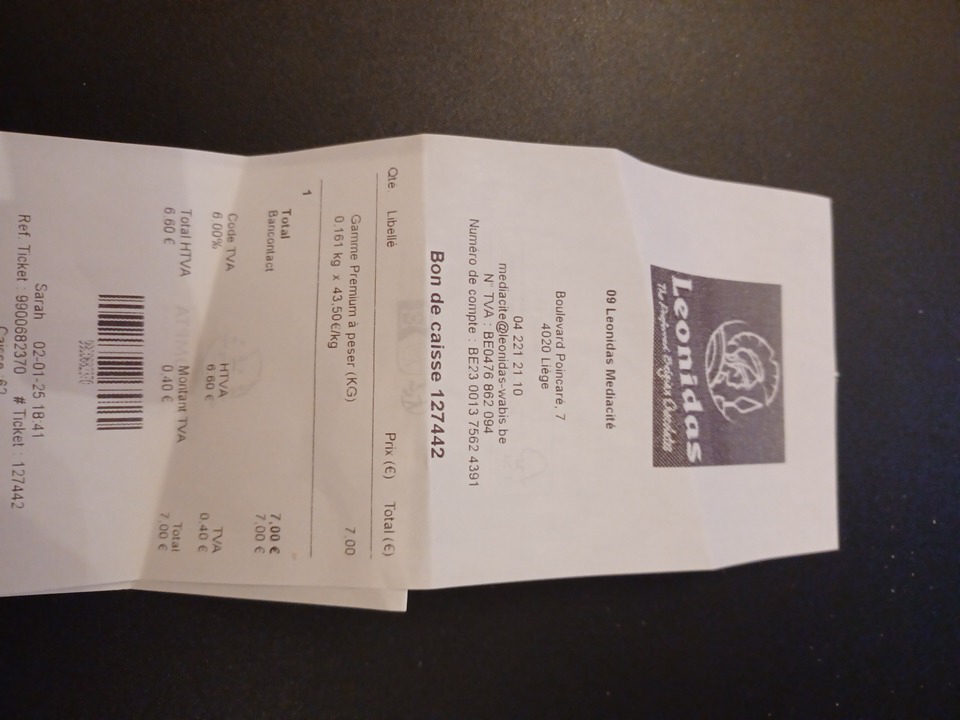 Leonidas
The Preferred Belgian Chocolate
09 Leonidas Mediacité
Boulevard Poincaré, 7
4020 Liège
04 221 21 10
mediacite@leonidas-wabis.be
N° TVA : BE0476 862 094
Numéro de compte : BE23 0013 7562 4391
Bon de caisse 127442
Qté Libellé Prix (€) Total (€)
Gamme Premium à peser (KG) 7.00
0.161 kg x 43,50€/kg
1
Total 7,00 €
Bancontact 7,00 €
Code TVA HTVA TVA
6.00% 6.60 € 0.40 €
Total HTVA Montant TVA Total
6.60 € 0.40 € 7,00 €
Sarah 02-01-25 18:41
Ref. Ticket : 9900682370 # Ticket : 127442